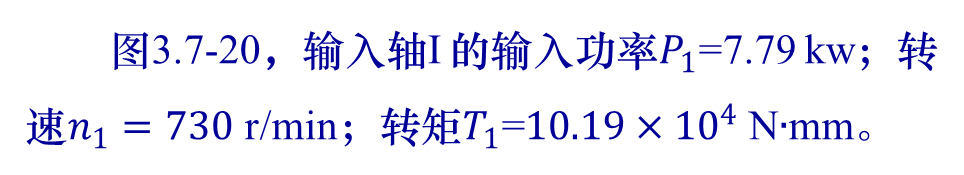 图3.7-20，输入轴I 的输入功率P₁=7.79 kw；转
速n₁ = 730 r/min；转矩T₁=10.19 × 10⁴ N·mm。